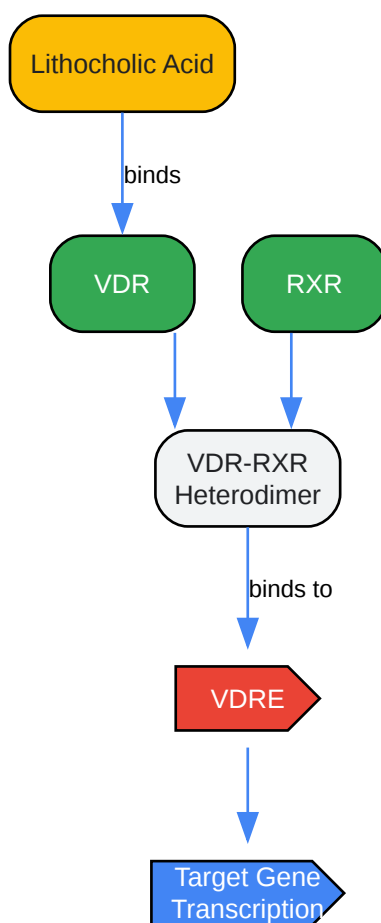 Lithocholic Acid
binds
VDR
RXR
VDR-RXR
Heterodimer
binds to
VDRE
Target Gene
Transcription